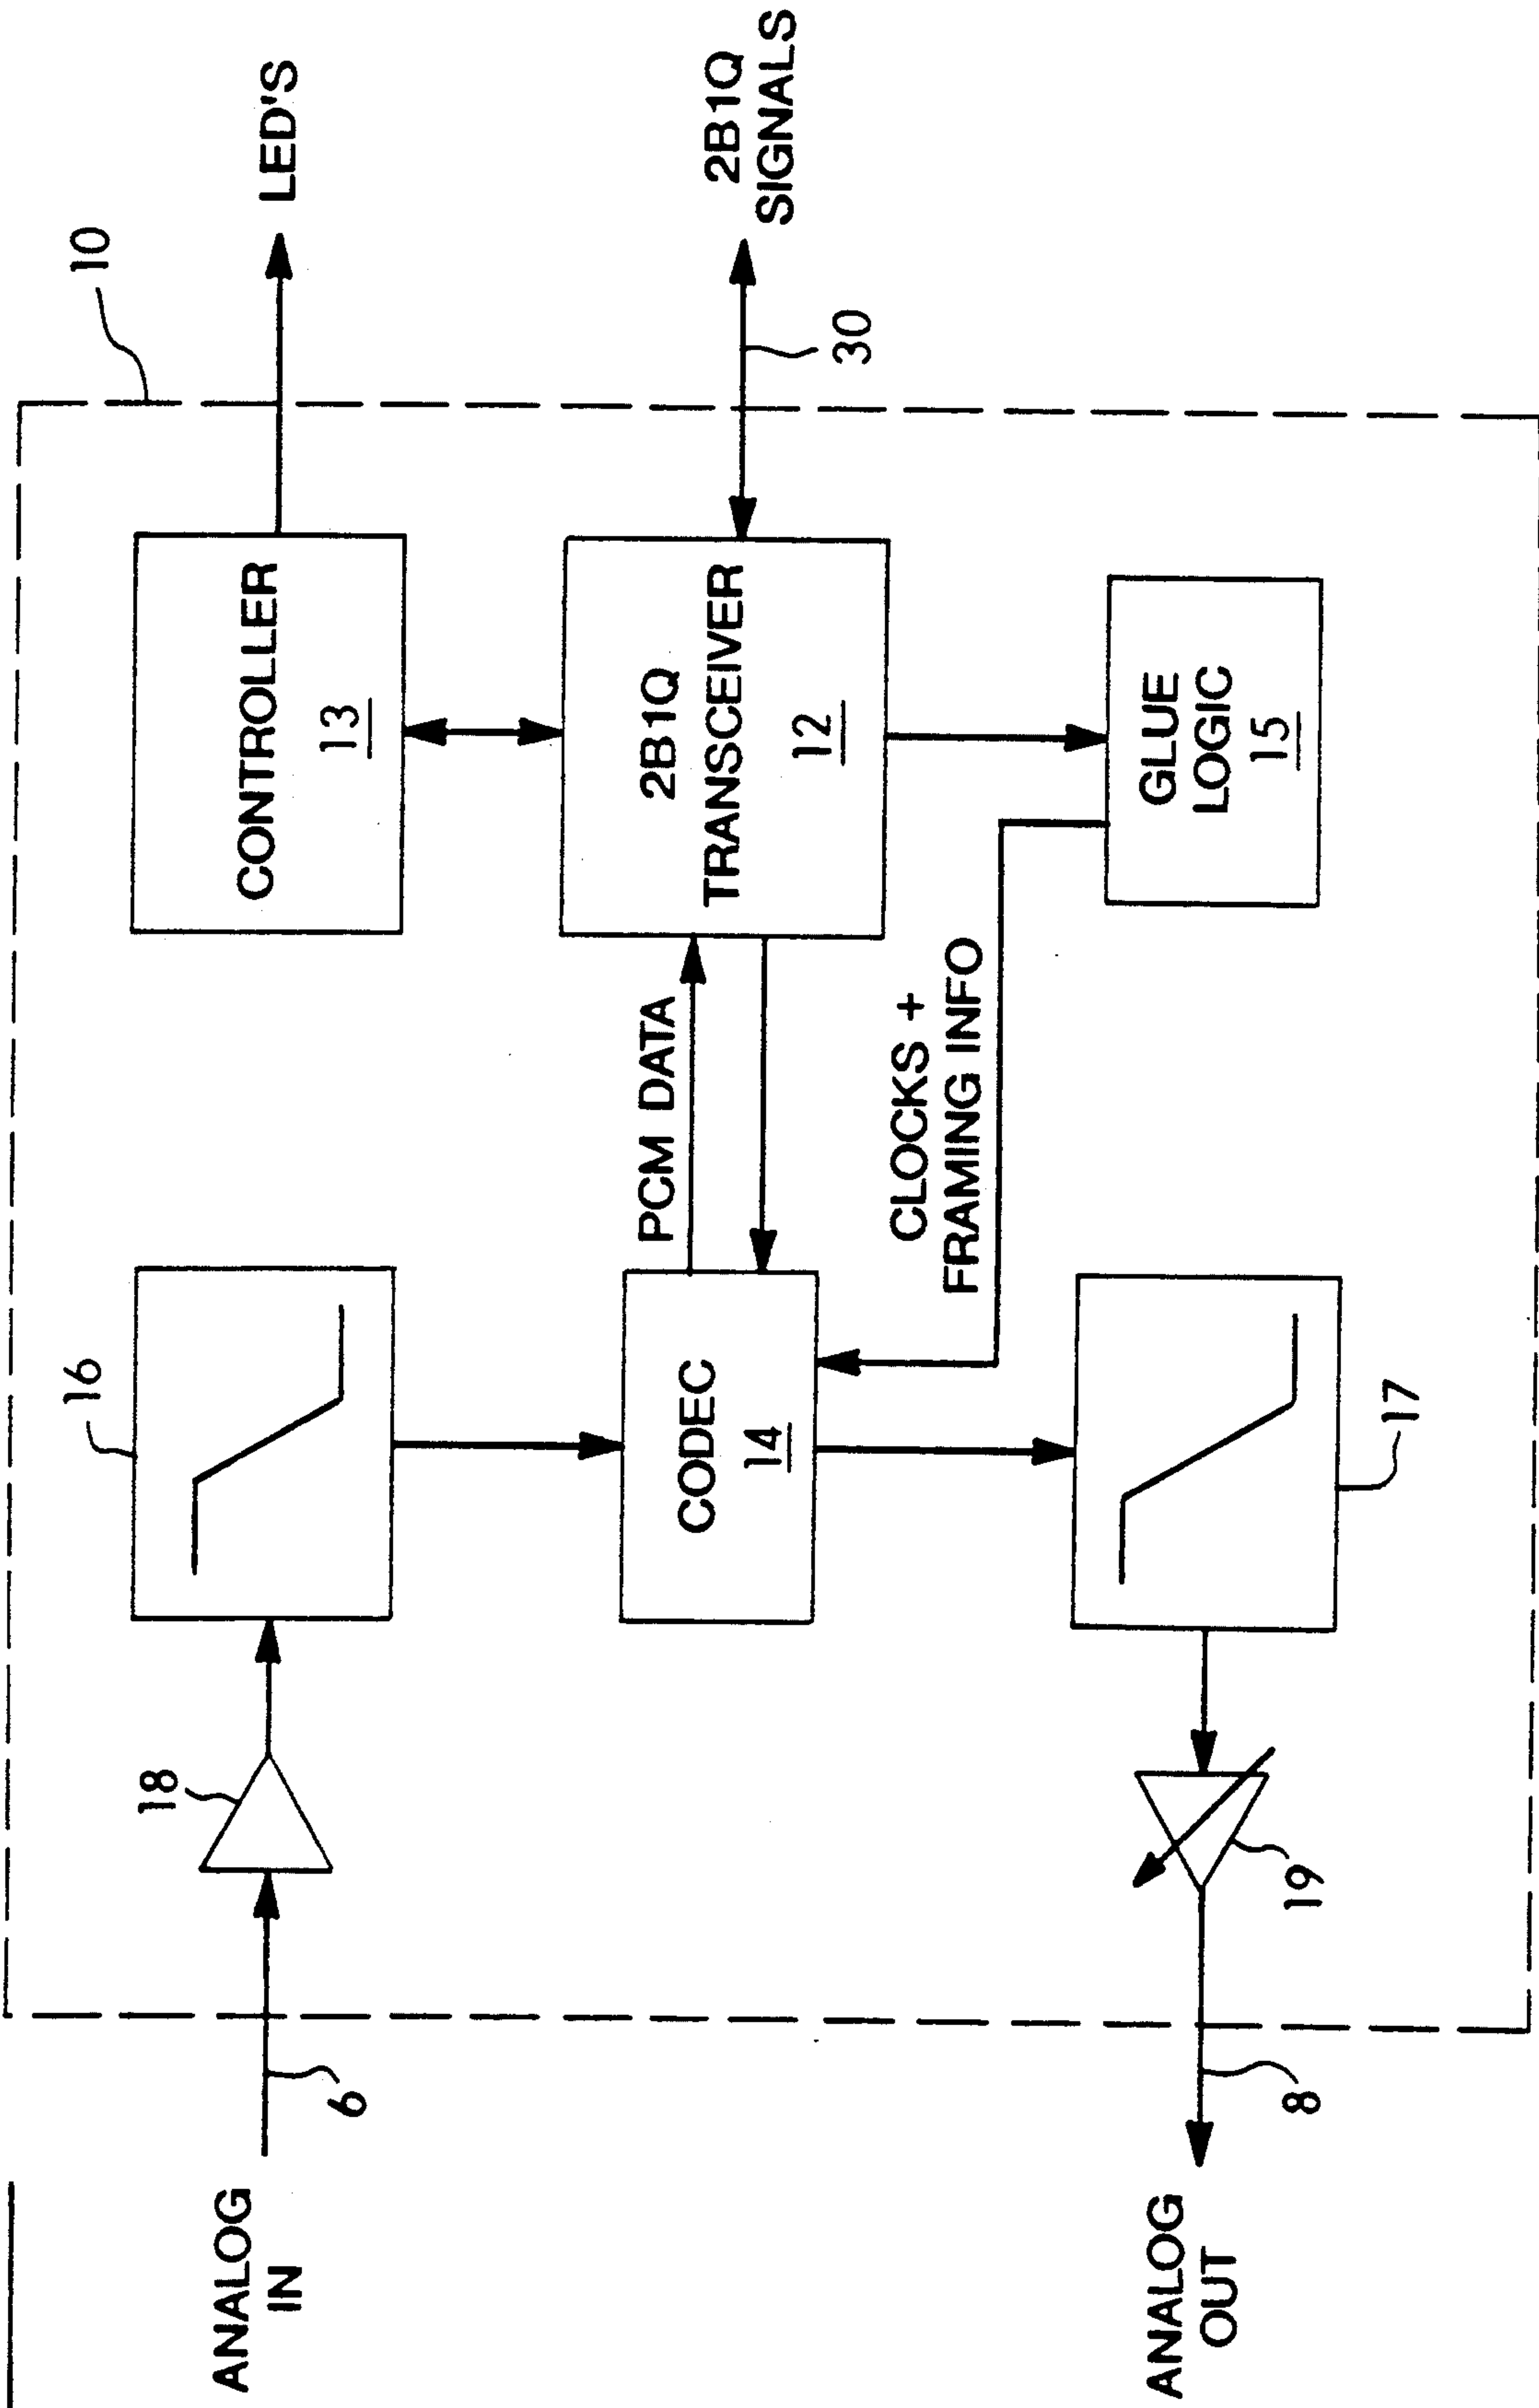 10
LED'S
CONTROLLER
13
16
18
ANALOG
IN
6
2B1Q
SIGNALS
30
2B1Q
TRANSCEIVER
12
PCM DATA
CODEC
14
CLOCKS +
FRAMING INFO
GLUE
LOGIC
15
17
19
8
ANALOG
OUT